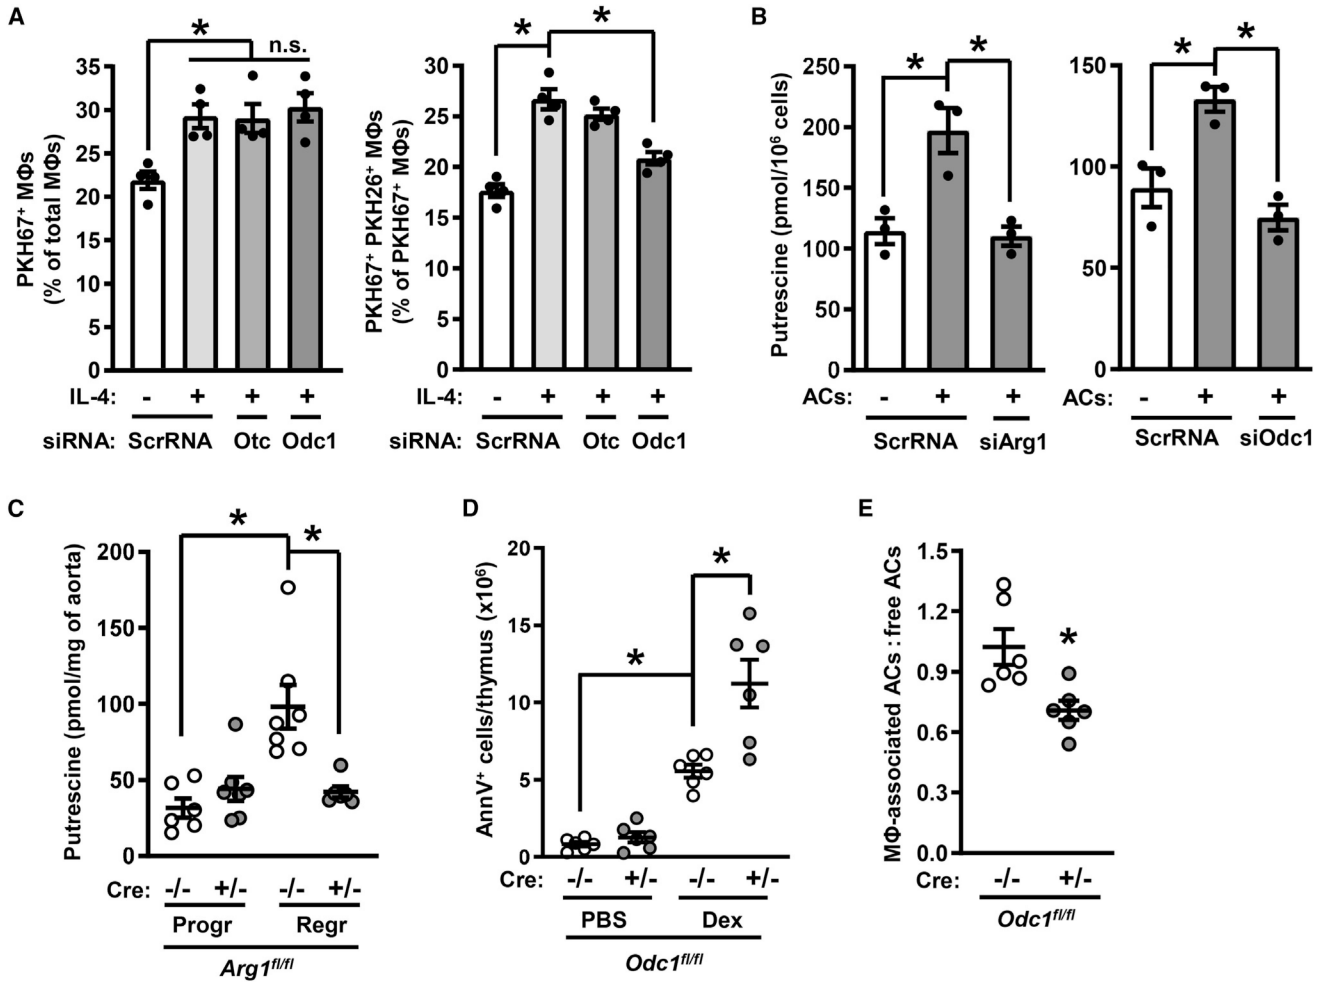 A
*
n.s.
PKH67⁺ MΦs
(% of total MΦs)
35
30
25
20
15
10
5
0
IL-4: - + + +
siRNA: ScrRNA Otc Odc1
* *
PKH67⁺ PKH26⁺ MΦs
(% of PKH67⁺ MΦs)
30
25
20
15
10
5
0
IL-4: - + + +
ScrRNA Otc Odc1
B
* *
Putrescine (pmol/10⁶ cells)
250
200
150
100
50
0
ACs: - + +
ScrRNA siArg1
* *
150
100
50
0
ACs: - + +
ScrRNA siOdc1
C
* *
Putrescine (pmol/mg of aorta)
200
150
100
50
0
Cre: -/- +/- -/- +/-
Progr Regr
Arg1ᶠˡ/ᶠˡ
D
* *
AnnV⁺ cells/thymus (x10⁶)
20
15
10
5
0
Cre: -/- +/- -/- +/-
PBS Dex
Odc1ᶠˡ/ᶠˡ
E
*
MΦ-associated ACs : free ACs
1.5
1.2
0.9
0.6
0.3
0.0
Cre: -/- +/-
Odc1ᶠˡ/ᶠˡ